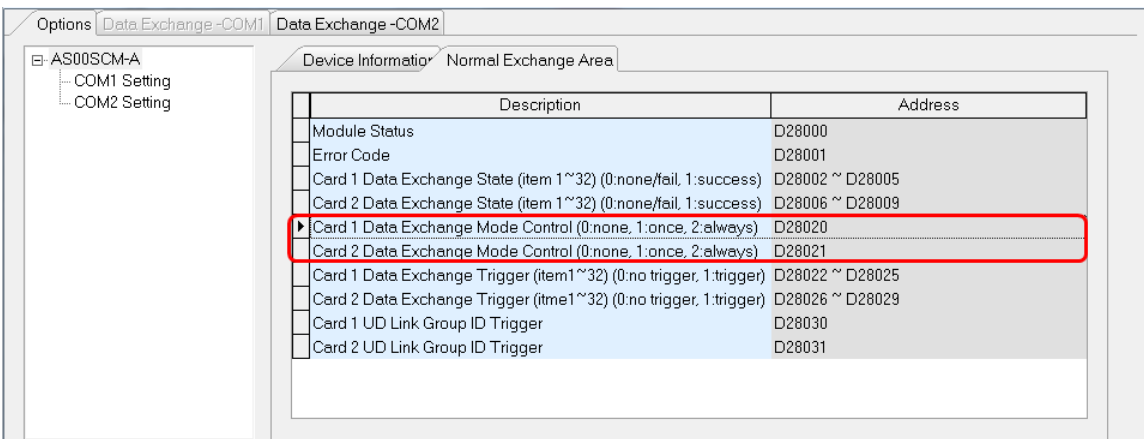 Options Data Exchange -COM1 Data Exchange -COM2
AS00SCM-A
COM1 Setting
COM2 Setting
Device Information Normal Exchange Area
Description Address
Module Status D28000
Error Code D28001
Card 1 Data Exchange State (item 1~32) (0:none/fail, 1:success) D28002 ~ D28005
Card 2 Data Exchange State (item 1~32) (0:none/fail, 1:success) D28006 ~ D28009
Card 1 Data Exchange Mode Control (0:none, 1:once, 2:always) D28020
Card 2 Data Exchange Mode Control (0:none, 1:once, 2:always) D28021
Card 1 Data Exchange Trigger (item1~32) (0:no trigger, 1:trigger) D28022 ~ D28025
Card 2 Data Exchange Trigger (itme1~32) (0:no trigger, 1:trigger) D28026 ~ D28029
Card 1 UD Link Group ID Trigger D28030
Card 2 UD Link Group ID Trigger D28031